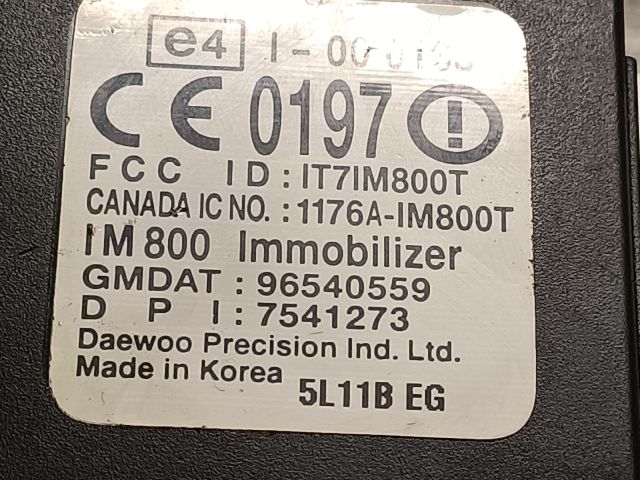 e4 I-00
CE 0197
FCC ID : IT7IM800T
CANADA IC NO. : 1176A-IM800T
IM 800 Immobilizer
GMDAT : 96540559
D P I : 7541273
Daewoo Precision Ind. Ltd.
Made in Korea 5L11B EG